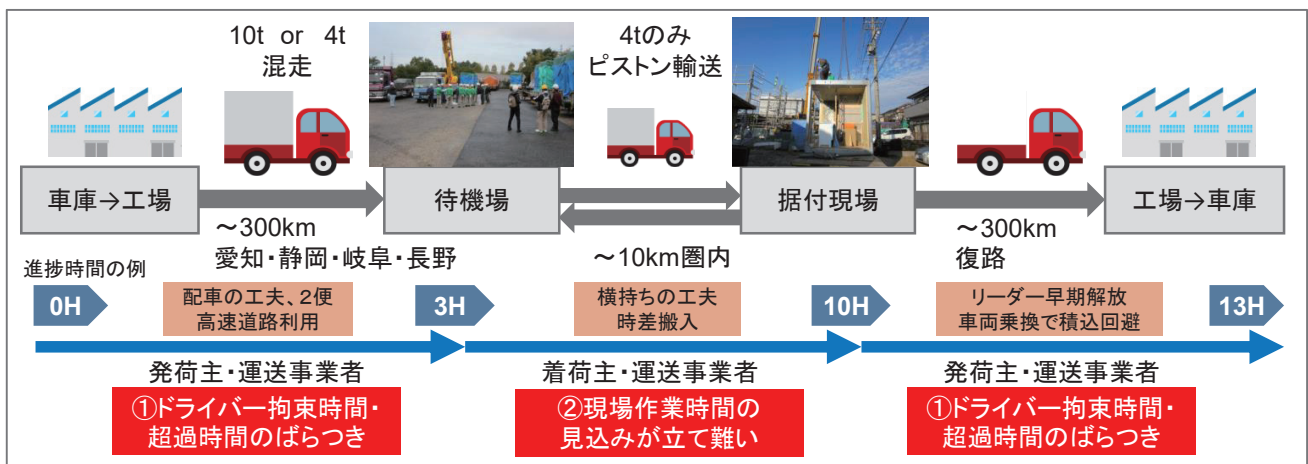 10t or 4t
混走
4tのみ
ピストン輸送
車庫→工場
待機場
据付現場
工場→車庫
～300km
愛知・静岡・岐阜・長野
～10km圏内
～300km
復路
進捗時間の例
0H
配車の工夫、2便
高速道路利用
3H
横持ちの工夫
時差搬入
10H
リーダー早期解放
車両乗換で積込回避
13H
発荷主・運送事業者
着荷主・運送事業者
発荷主・運送事業者
①ドライバー拘束時間・
超過時間のばらつき
②現場作業時間の
見込みが立て難い
①ドライバー拘束時間・
超過時間のばらつき